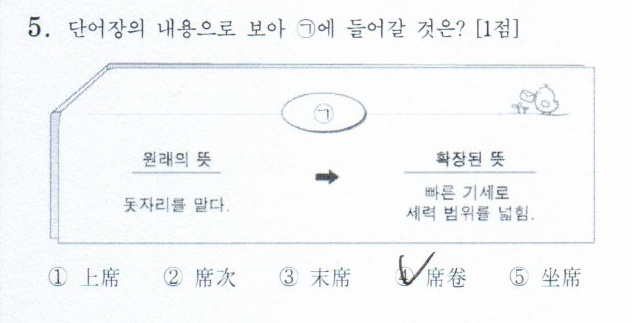 5. 단어장의 내용으로 보아 ㉠에 들어갈 것은? [1점]
㉠
원래의 뜻
확장된 뜻
돗자리를 말다.
빠른 기세로
세력 범위를 넓힘.
① 上席 ② 席次 ③ 末席 ④ 席卷 ⑤ 坐席